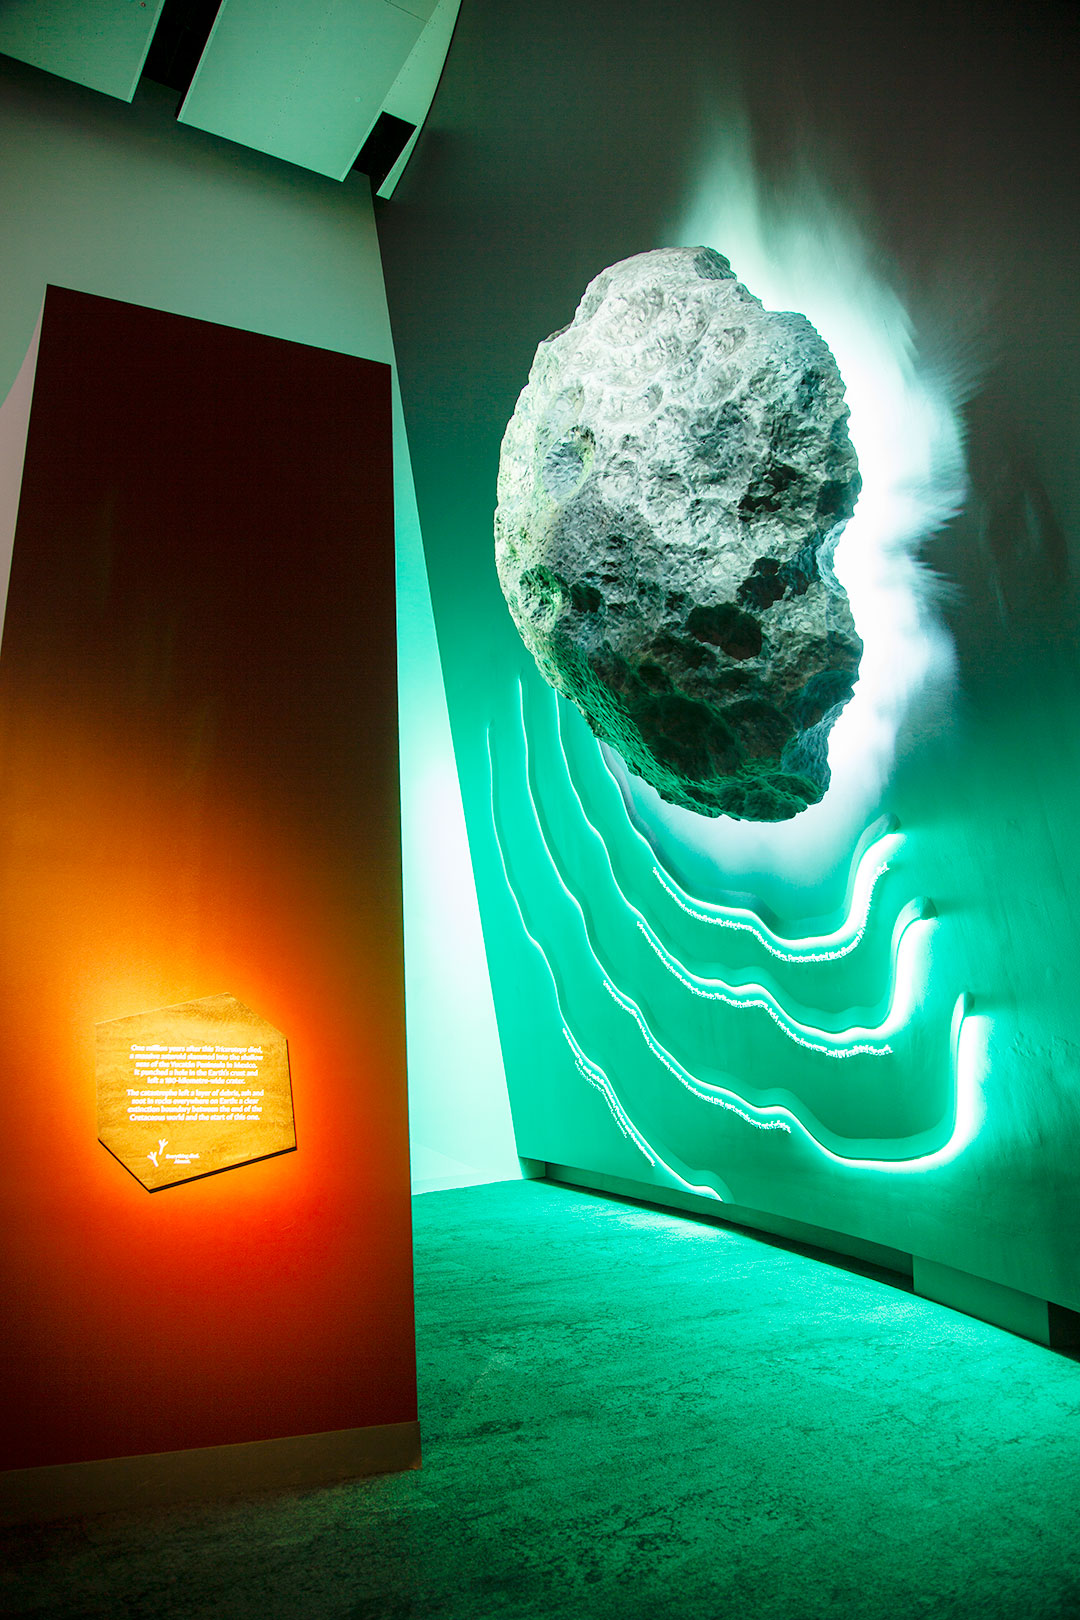 One million years after this Triceratops died,
a massive asteroid slammed into the shallow
seas of the Yucatán Peninsula in Mexico.
It punched a hole in the Earth's crust and
left a 180-kilometre-wide crater.
The catastrophe left a layer of debris, ash and
soot in rocks everywhere on Earth: a clear
extinction boundary between the end of the
Cretaceous world and the start of this one.